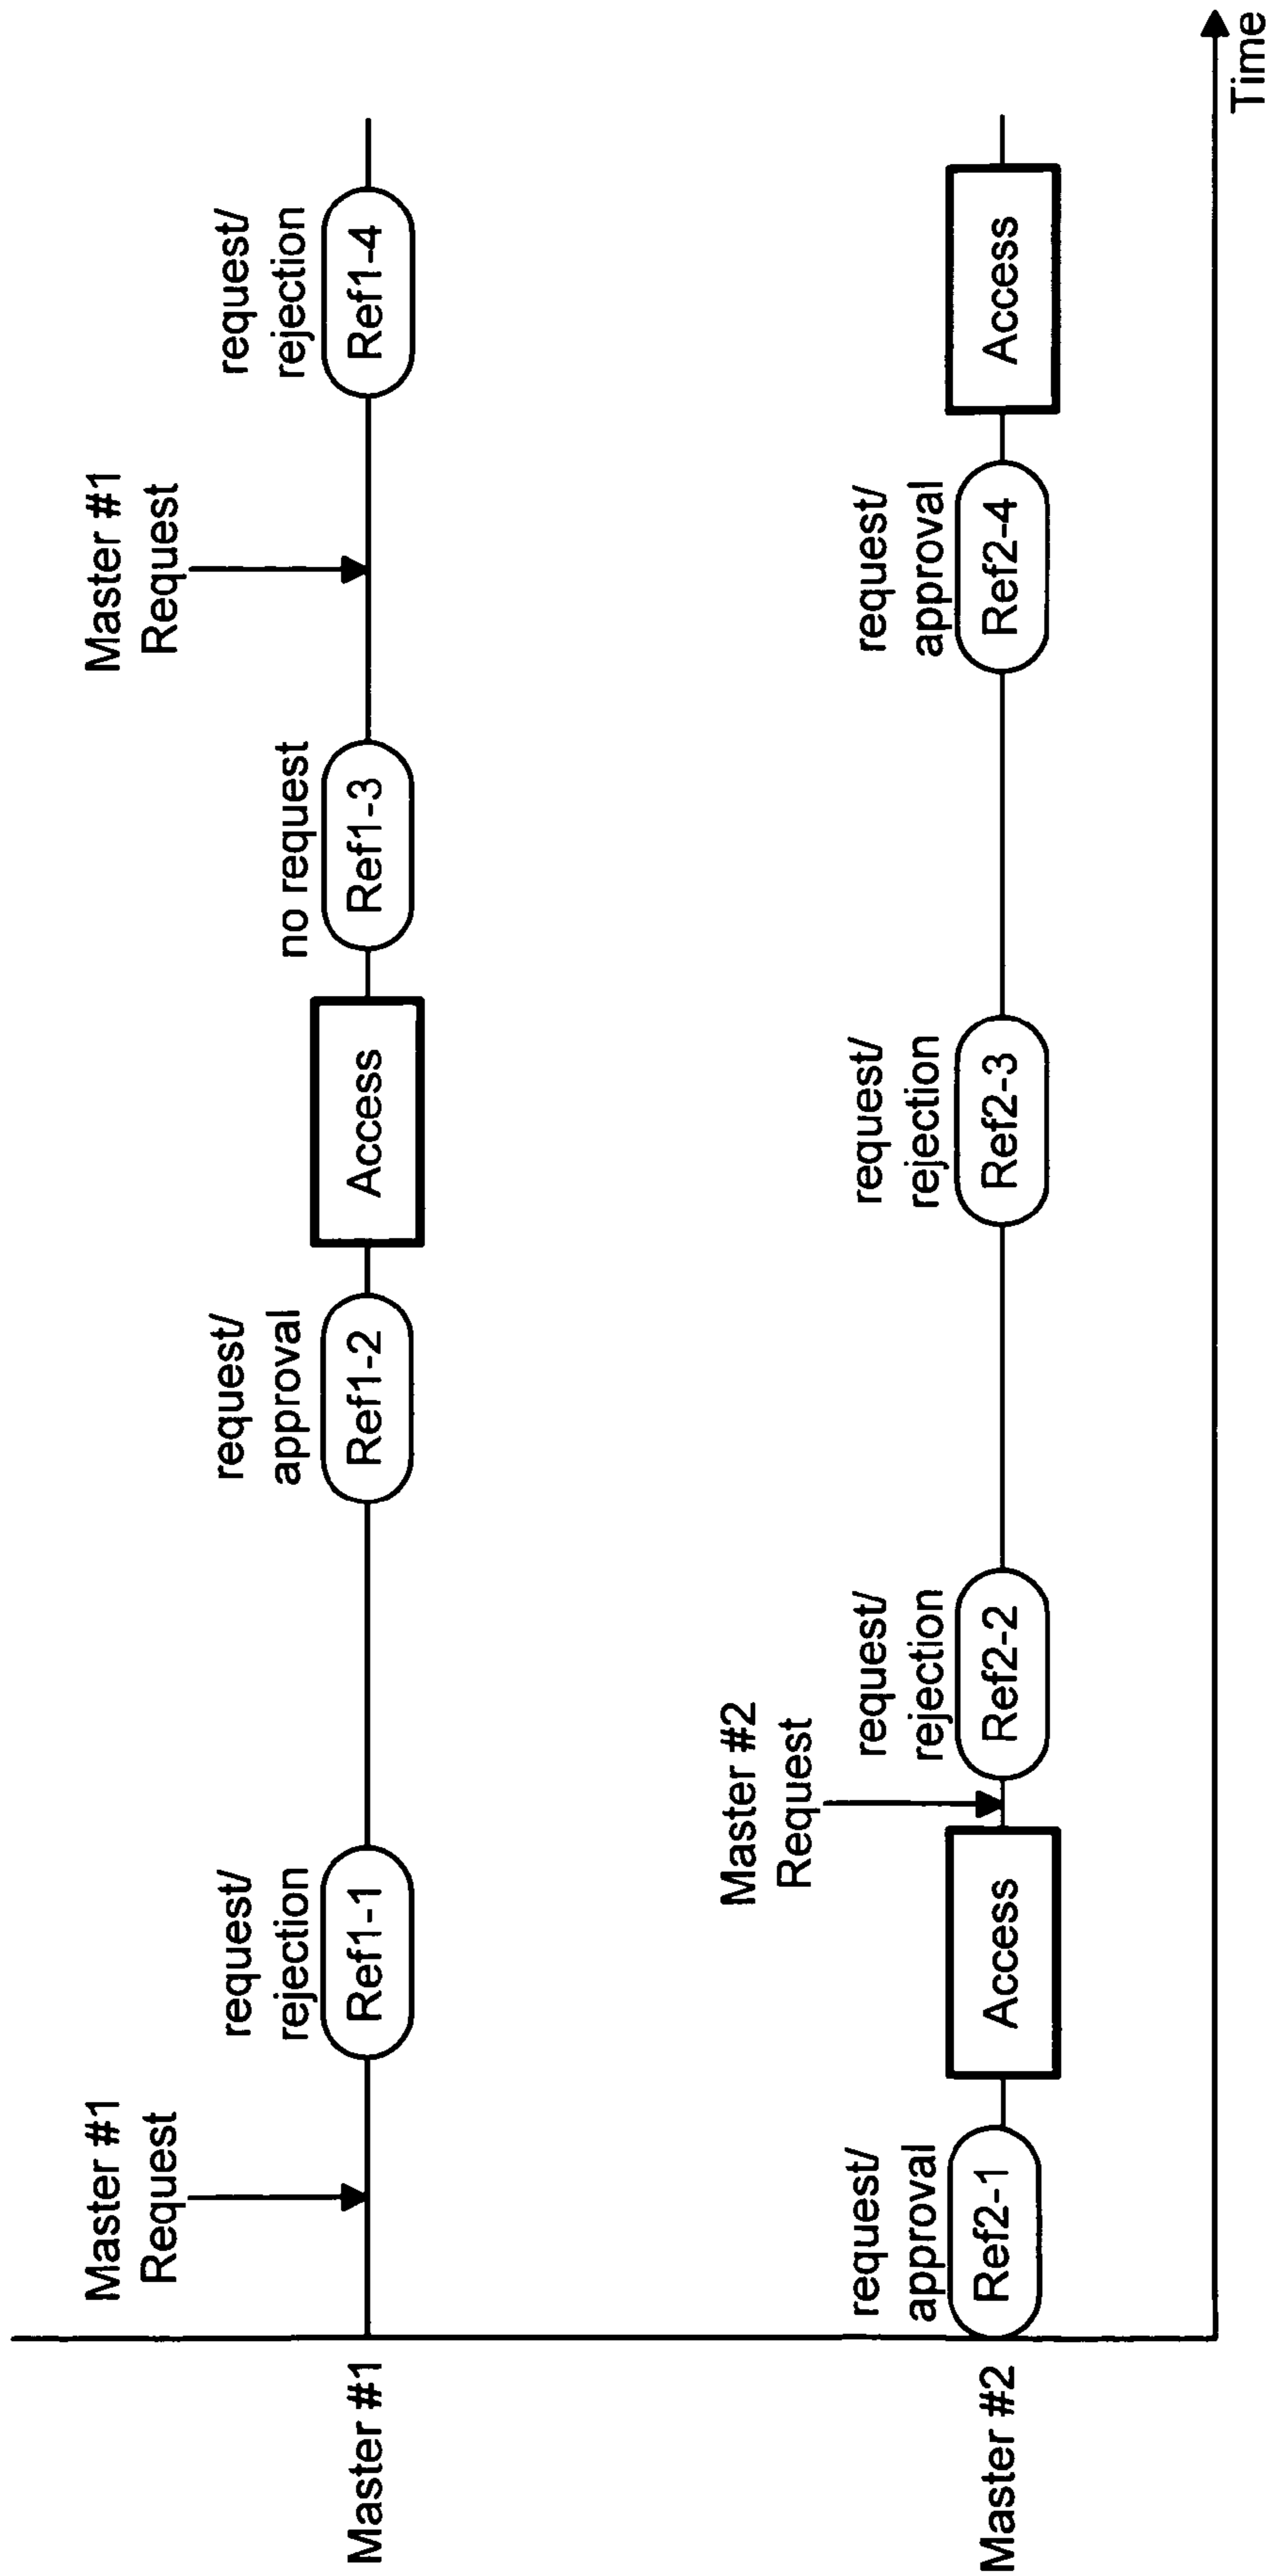 Master #1
Request
request/
rejection
Ref1-1
request/
approval
Ref1-2
Access
no request
Ref1-3
Master #1
Request
request/
rejection
Ref1-4
Master #1
request/
approval
Ref2-1
Access
Master #2
Request
request/
rejection
Ref2-2
request/
rejection
Ref2-3
request/
approval
Ref2-4
Access
Master #2
Time